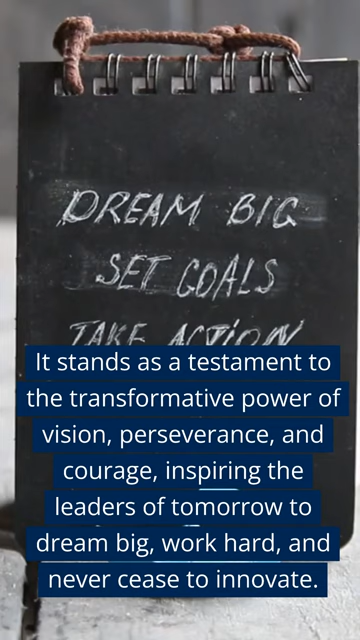 DREAM BIG
SET GOALS
TAKE ACTION
It stands as a testament to
the transformative power of
vision, perseverance, and
courage, inspiring the
leaders of tomorrow to
dream big, work hard, and
never cease to innovate.